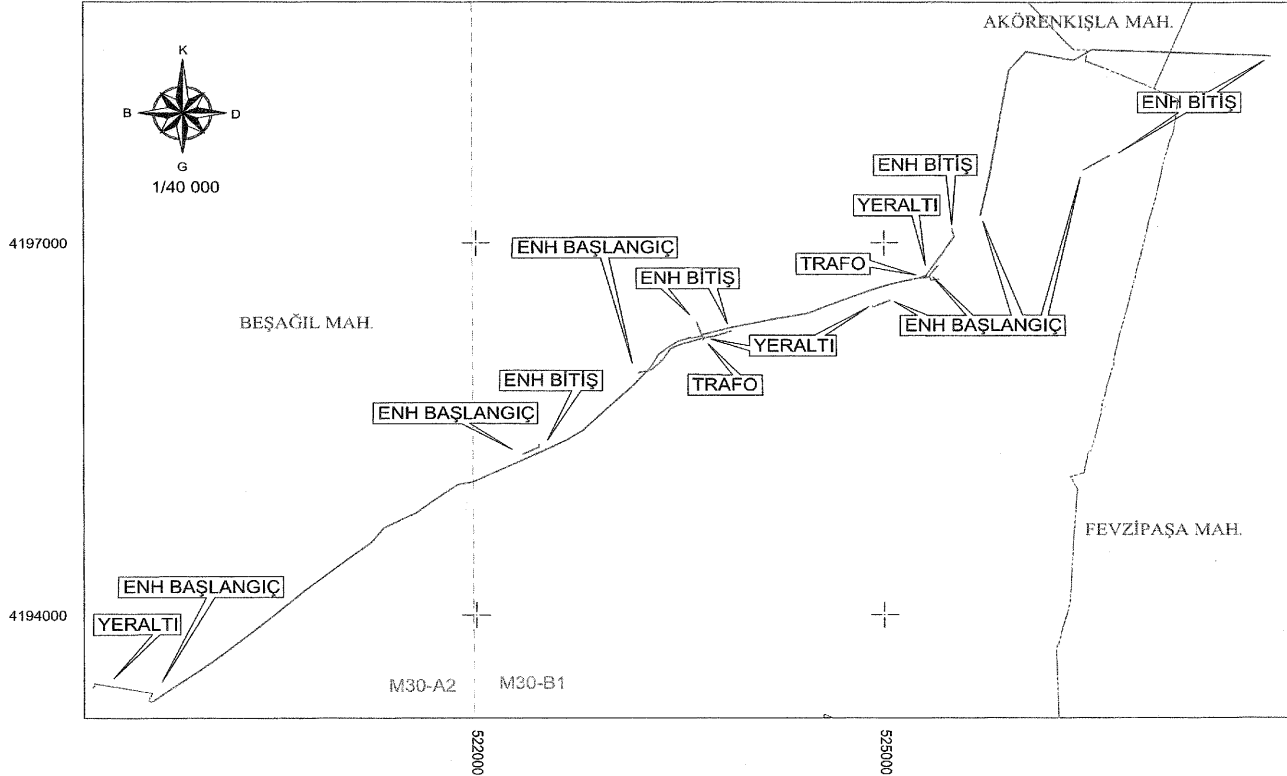 AKÖRENKIŞLA MAH.
K
B
D
G
1/40 000
ENH BİTİŞ
ENH BİTİŞ
YERALTI
4197000
ENH BAŞLANGIÇ
TRAFO
ENH BİTİŞ
BEŞAĞIL MAH.
ENH BAŞLANGIÇ
YERALTI
ENH BİTİŞ
TRAFO
ENH BAŞLANGIÇ
FEVZİPAŞA MAH.
ENH BAŞLANGIÇ
4194000
YERALTI
M30-A2
M30-B1
522000
525000